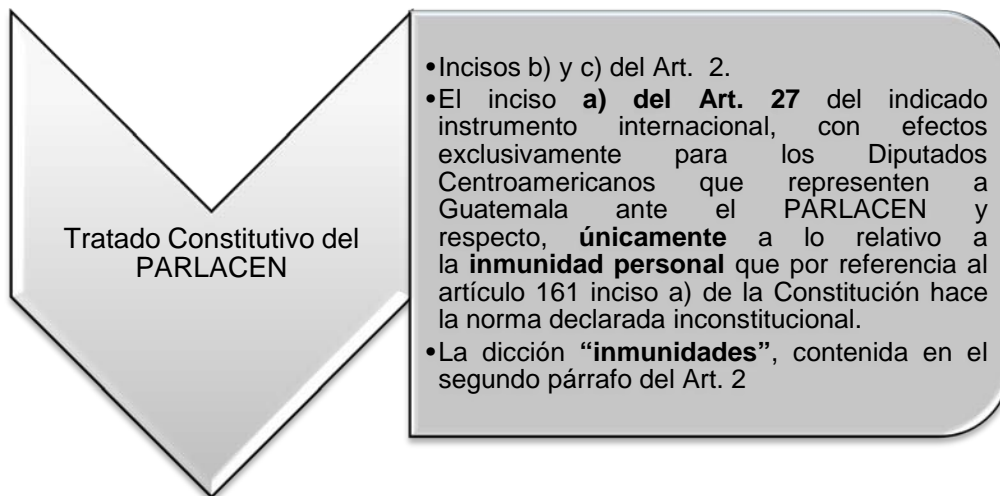 Tratado Constitutivo del
PARLACEN
•Incisos b) y c) del Art. 2.
•El inciso a) del Art. 27 del indicado
instrumento internacional, con efectos
exclusivamente para los Diputados
Centroamericanos que representen a
Guatemala ante el PARLACEN y
respecto, únicamente a lo relativo a
la inmunidad personal que por referencia al
artículo 161 inciso a) de la Constitución hace
la norma declarada inconstitucional.
•La dicción “inmunidades”, contenida en el
segundo párrafo del Art. 2